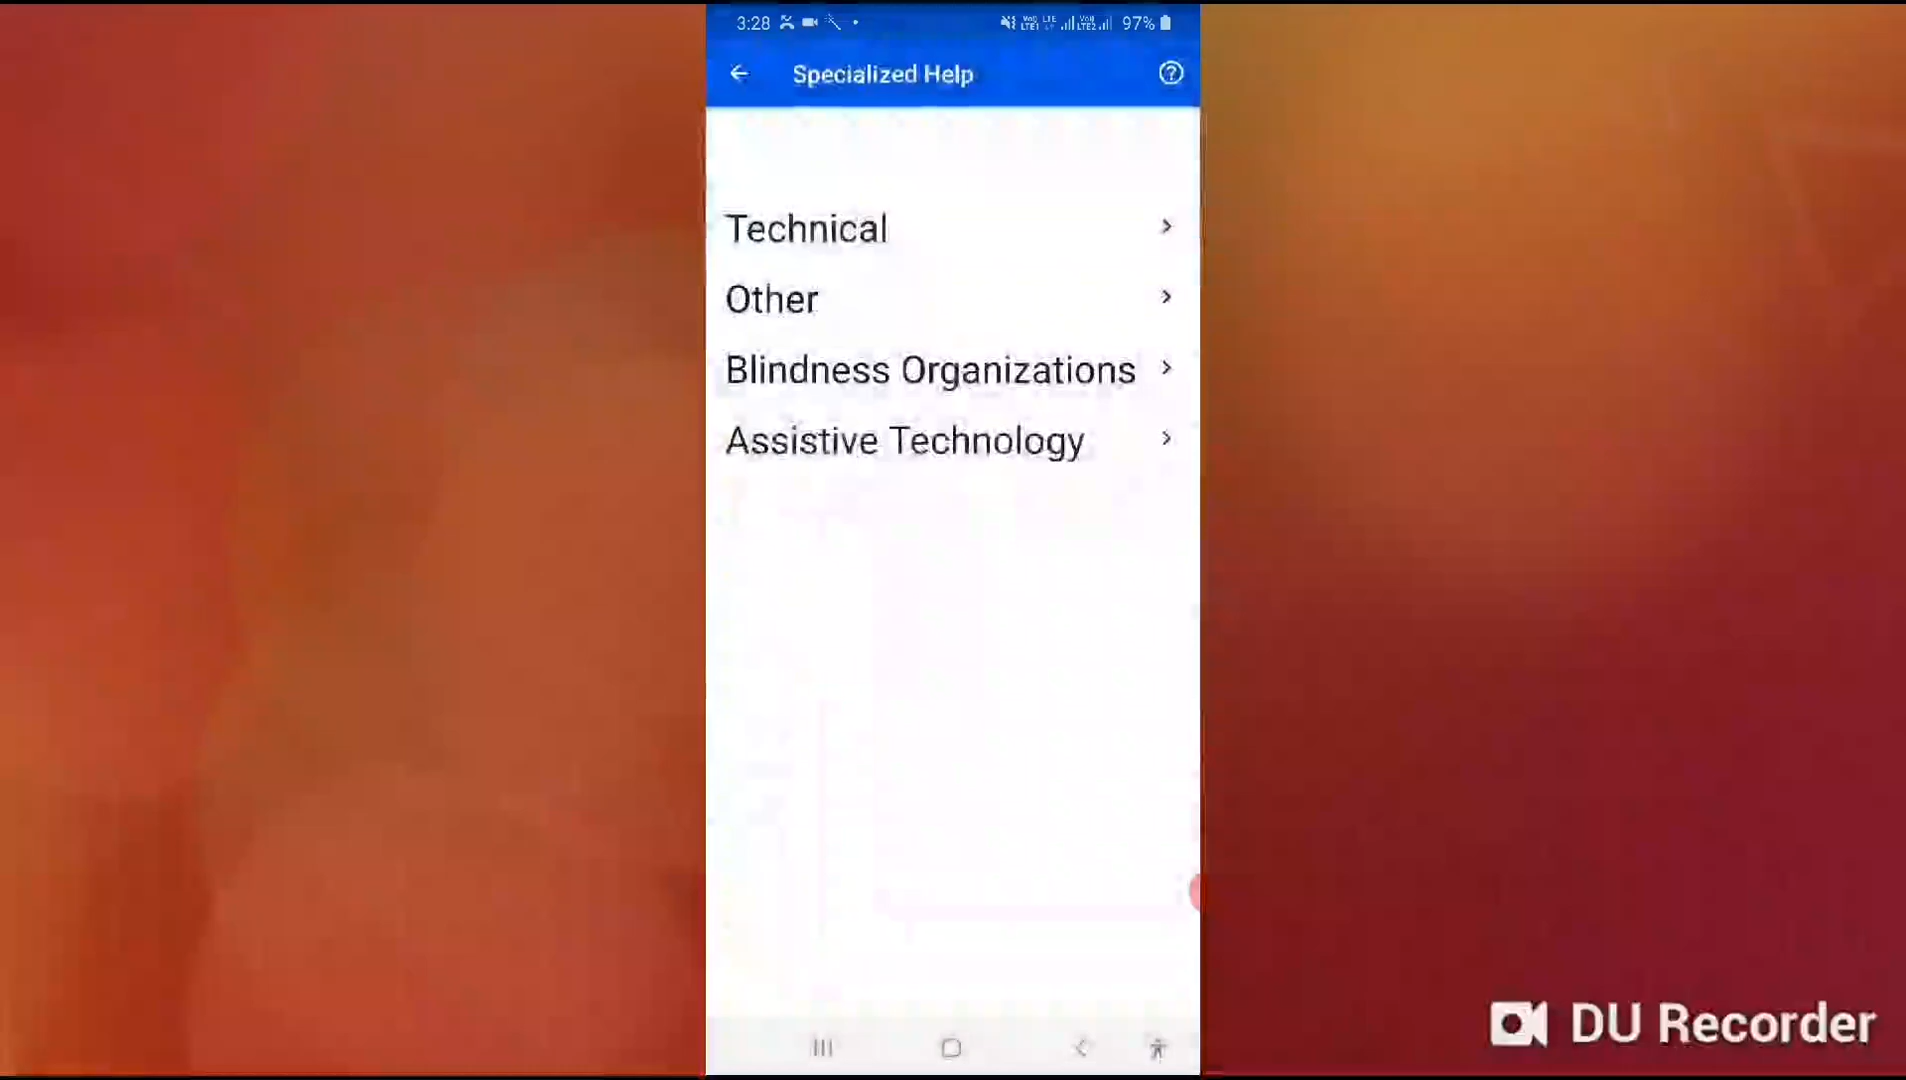 3:28
97%
Specialized Help
Technical
Other
Blindness Organizations
Assistive Technology
DU Recorder